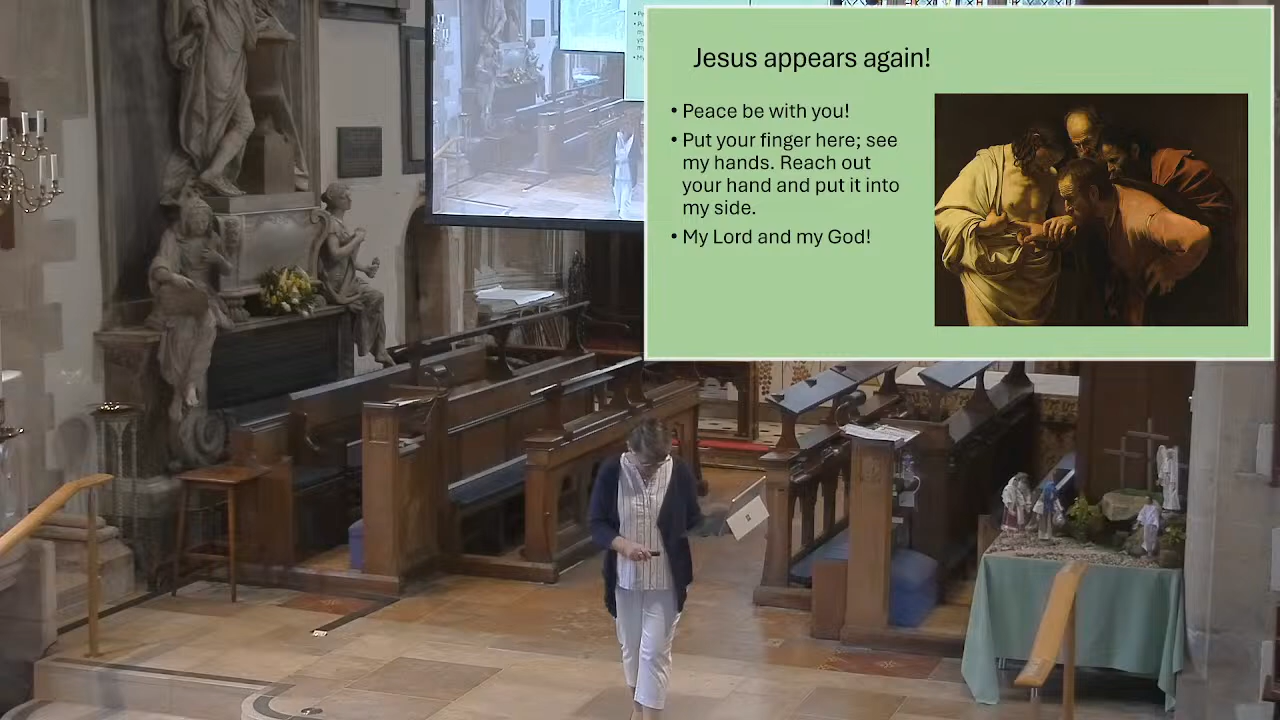 Jesus appears again!
• Peace be with you!
• Put your finger here; see
my hands. Reach out
your hand and put it into
my side.
• My Lord and my God!